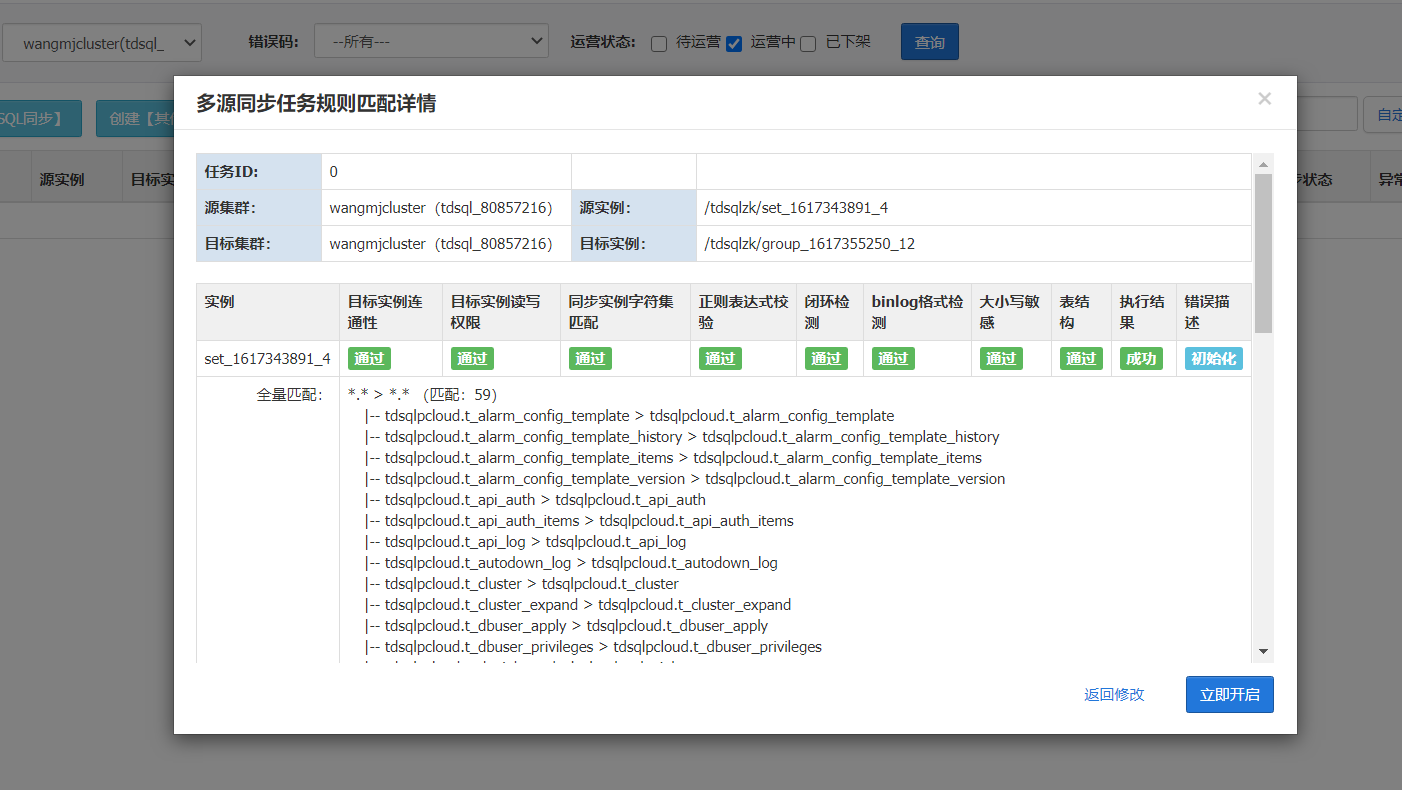 wangmjcluster(tdsql_ 错误码: --所有--- 运营状态: 待运营 运营中 已下架 查询
多源同步任务规则匹配详情 ×
SQL同步】 创建【其 自定
源实例 目标实 状态 异常
任务ID: 0
源集群: wangmjcluster（tdsql_80857216） 源实例: /tdsqlzk/set_1617343891_4
目标集群: wangmjcluster（tdsql_80857216） 目标实例: /tdsqlzk/group_1617355250_12
实例 目标实例连通性 目标实例读写权限 同步实例字符集匹配 正则表达式校验 闭环检测 binlog格式检测 大小写敏感 表结构 执行结果 错误描述
set_1617343891_4 通过 通过 通过 通过 通过 通过 通过 通过 成功 初始化
全量匹配: *.* > *.* （匹配: 59）
|-- tdsqlpcloud.t_alarm_config_template > tdsqlpcloud.t_alarm_config_template
|-- tdsqlpcloud.t_alarm_config_template_history > tdsqlpcloud.t_alarm_config_template_history
|-- tdsqlpcloud.t_alarm_config_template_items > tdsqlpcloud.t_alarm_config_template_items
|-- tdsqlpcloud.t_alarm_config_template_version > tdsqlpcloud.t_alarm_config_template_version
|-- tdsqlpcloud.t_api_auth > tdsqlpcloud.t_api_auth
|-- tdsqlpcloud.t_api_auth_items > tdsqlpcloud.t_api_auth_items
|-- tdsqlpcloud.t_api_log > tdsqlpcloud.t_api_log
|-- tdsqlpcloud.t_autodown_log > tdsqlpcloud.t_autodown_log
|-- tdsqlpcloud.t_cluster > tdsqlpcloud.t_cluster
|-- tdsqlpcloud.t_cluster_expand > tdsqlpcloud.t_cluster_expand
|-- tdsqlpcloud.t_dbuser_apply > tdsqlpcloud.t_dbuser_apply
|-- tdsqlpcloud.t_dbuser_privileges > tdsqlpcloud.t_dbuser_privileges
返回修改 立即开启